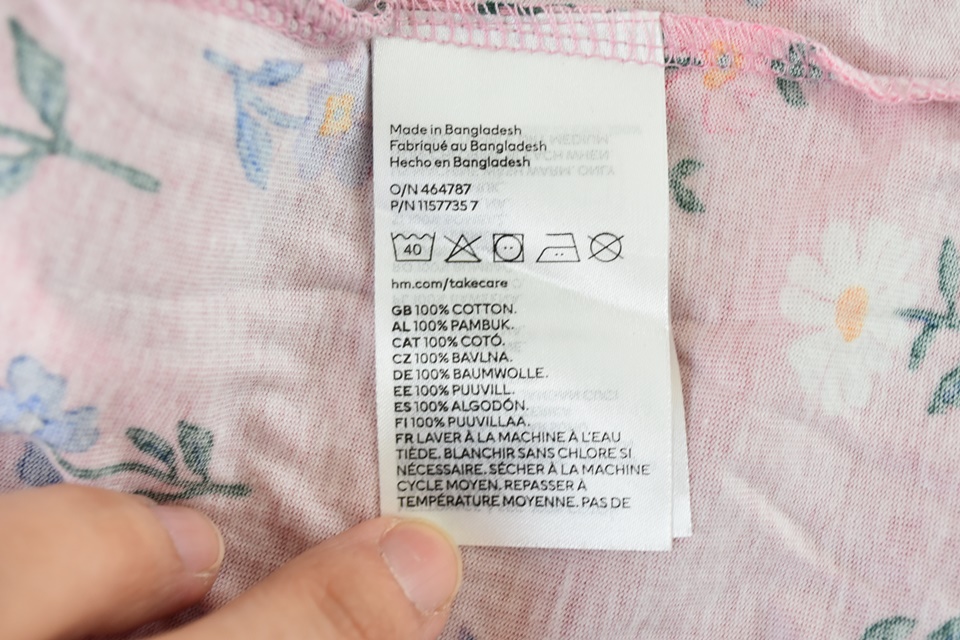 Made in Bangladesh
Fabriqué au Bangladesh
Hecho en Bangladesh
O/N 464787
P/N 1157735 7
40
hm.com/takecare
GB 100% COTTON.
AL 100% PAMBUK.
CAT 100% COTÓ.
CZ 100% BAVLNA.
DE 100% BAUMWOLLE.
EE 100% PUUVILL.
ES 100% ALGODÓN.
FI 100% PUUVILLAA.
FR LAVER À LA MACHINE À L'EAU
TIÈDE. BLANCHIR SANS CHLORE SI
NÉCESSAIRE. SÉCHER À LA MACHINE
CYCLE MOYEN. REPASSER À
TEMPÉRATURE MOYENNE. PAS DE